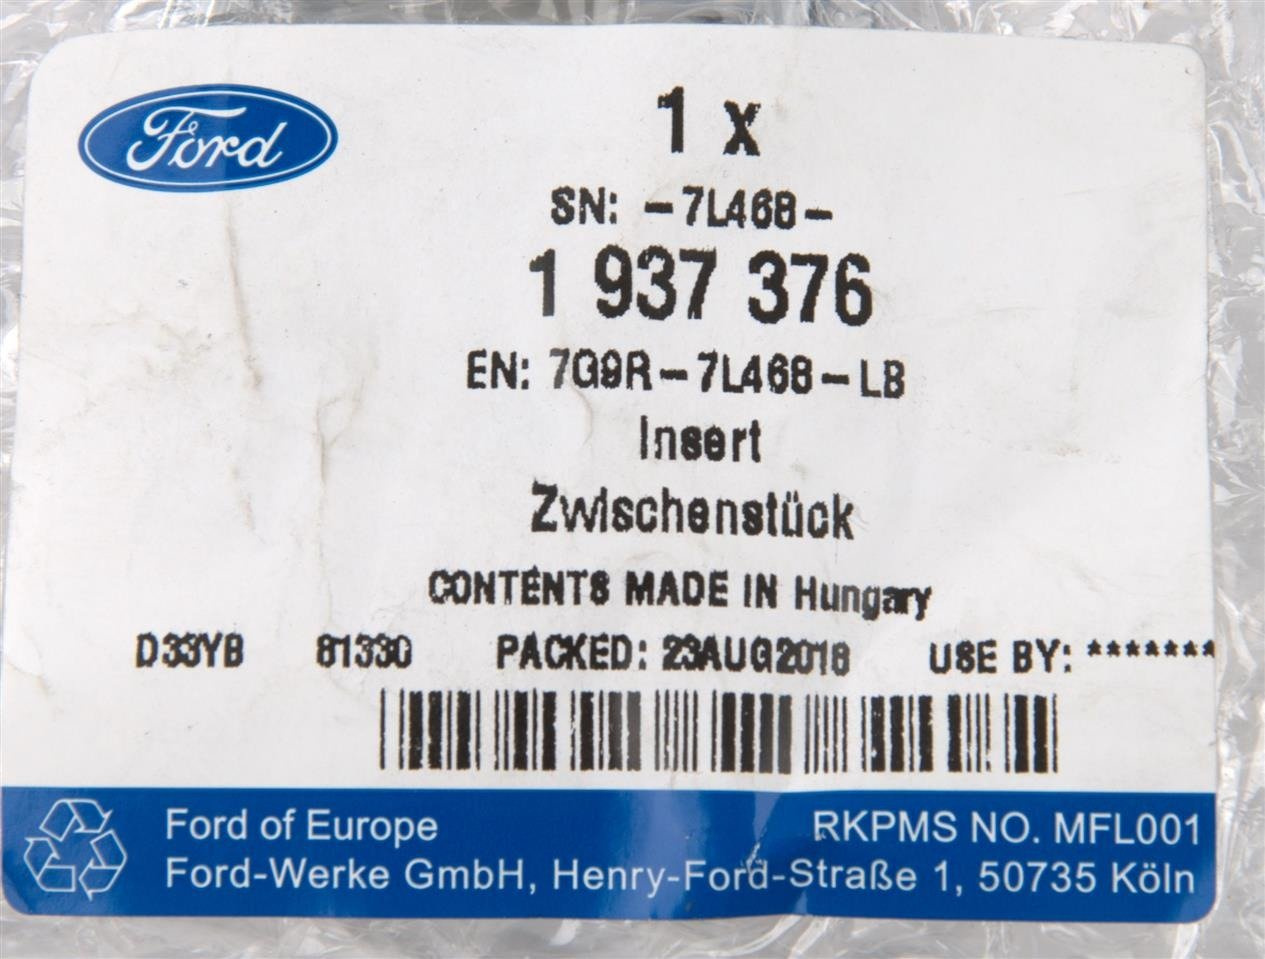 Ford
1 x
SN: -7L468-
1 937 376
EN: 7G9R-7L468-LB
Insert
Zwischenstück
CONTENTS MADE IN Hungary
D33YB 81330 PACKED: 23AUG2018 USE BY: *******
Ford of Europe RKPMS NO. MFL001
Ford-Werke GmbH, Henry-Ford-Straße 1, 50735 Köln